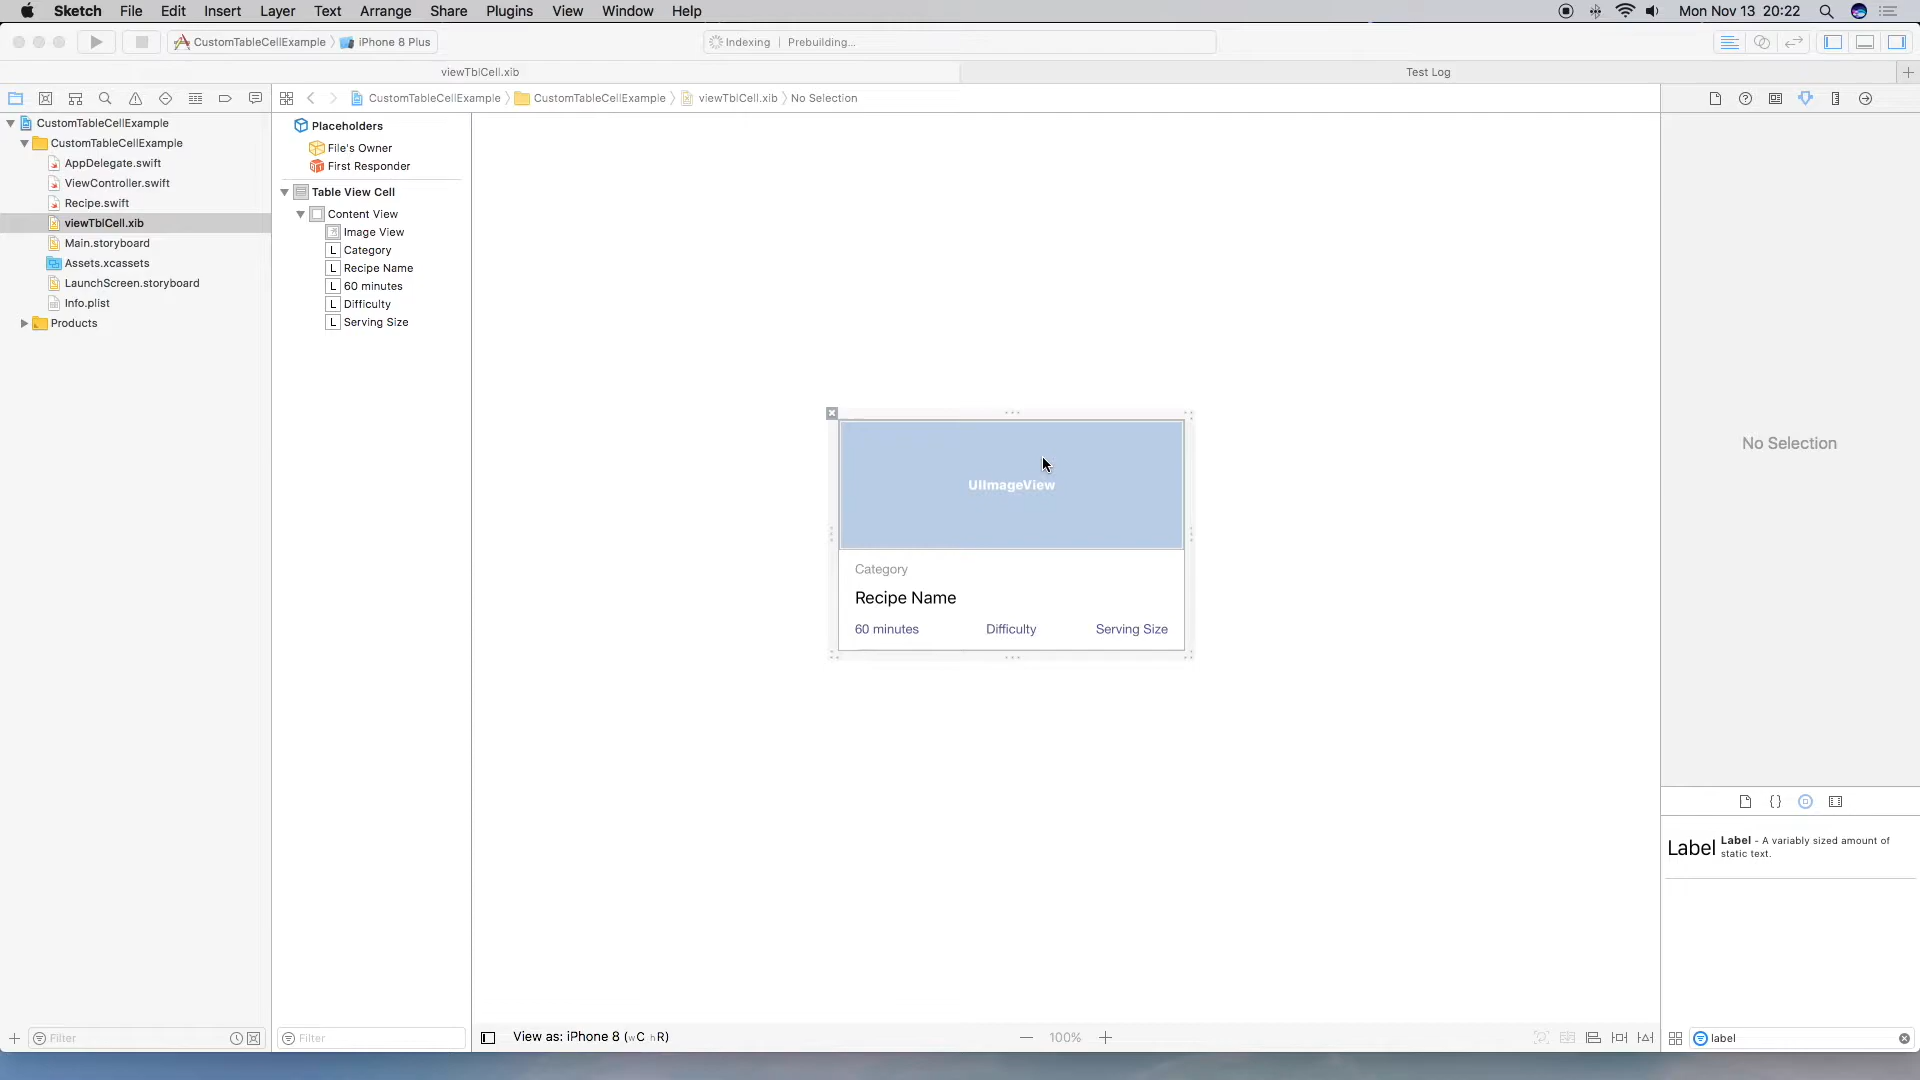 Sketch File Edit Insert Layer Text Arrange Share Plugins View Window Help Mon Nov 13 20:22
CustomTableCellExample iPhone 8 Plus Indexing Prebuilding...
viewTblCell.xib Test Log
CustomTableCellExample CustomTableCellExample viewTblCell.xib No Selection
CustomTableCellExample
CustomTableCellExample
AppDelegate.swift
ViewController.swift
Recipe.swift
viewTblCell.xib
Main.storyboard
Assets.xcassets
LaunchScreen.storyboard
Info.plist
Products
Placeholders
File's Owner
First Responder
Table View Cell
Content View
Image View
L Category
L Recipe Name
L 60 minutes
L Difficulty
L Serving Size
UIImageView
Category
Recipe Name
60 minutes Difficulty Serving Size
No Selection
{}
Label Label - A variably sized amount of
static text.
Filter
Filter
View as: iPhone 8 (wC hR)
100%
label